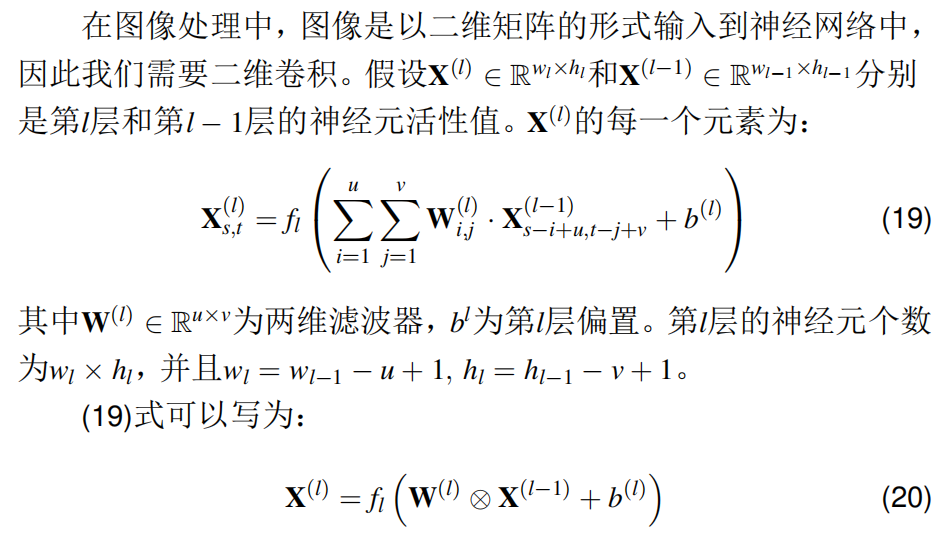 在图像处理中，图像是以二维矩阵的形式输入到神经网络中，
因此我们需要二维卷积。假设$\mathbf{X}^{(l)} \in \mathbb{R}^{w_l \times h_l}$和$\mathbf{X}^{(l-1)} \in \mathbb{R}^{w_{l-1} \times h_{l-1}}$分别
是第$l$层和第$l-1$层的神经元活性值。$\mathbf{X}^{(l)}$的每一个元素为：
$\mathbf{X}^{(l)}_{s,t} = f_l \left( \sum_{i=1}^{u} \sum_{j=1}^{v} \mathbf{W}^{(l)}_{i,j} \cdot \mathbf{X}^{(l-1)}_{s-i+u,t-j+v} + b^{(l)} \right)$ (19)
其中$\mathbf{W}^{(l)} \in \mathbb{R}^{u \times v}$为两维滤波器，$b^{l}$为第$l$层偏置。第$l$层的神经元个数
为$w_l \times h_l$，并且$w_l = w_{l-1} - u + 1$, $h_l = h_{l-1} - v + 1$。
(19)式可以写为：
$\mathbf{X}^{(l)} = f_l \left( \mathbf{W}^{(l)} \otimes \mathbf{X}^{(l-1)} + b^{(l)} \right)$ (20)